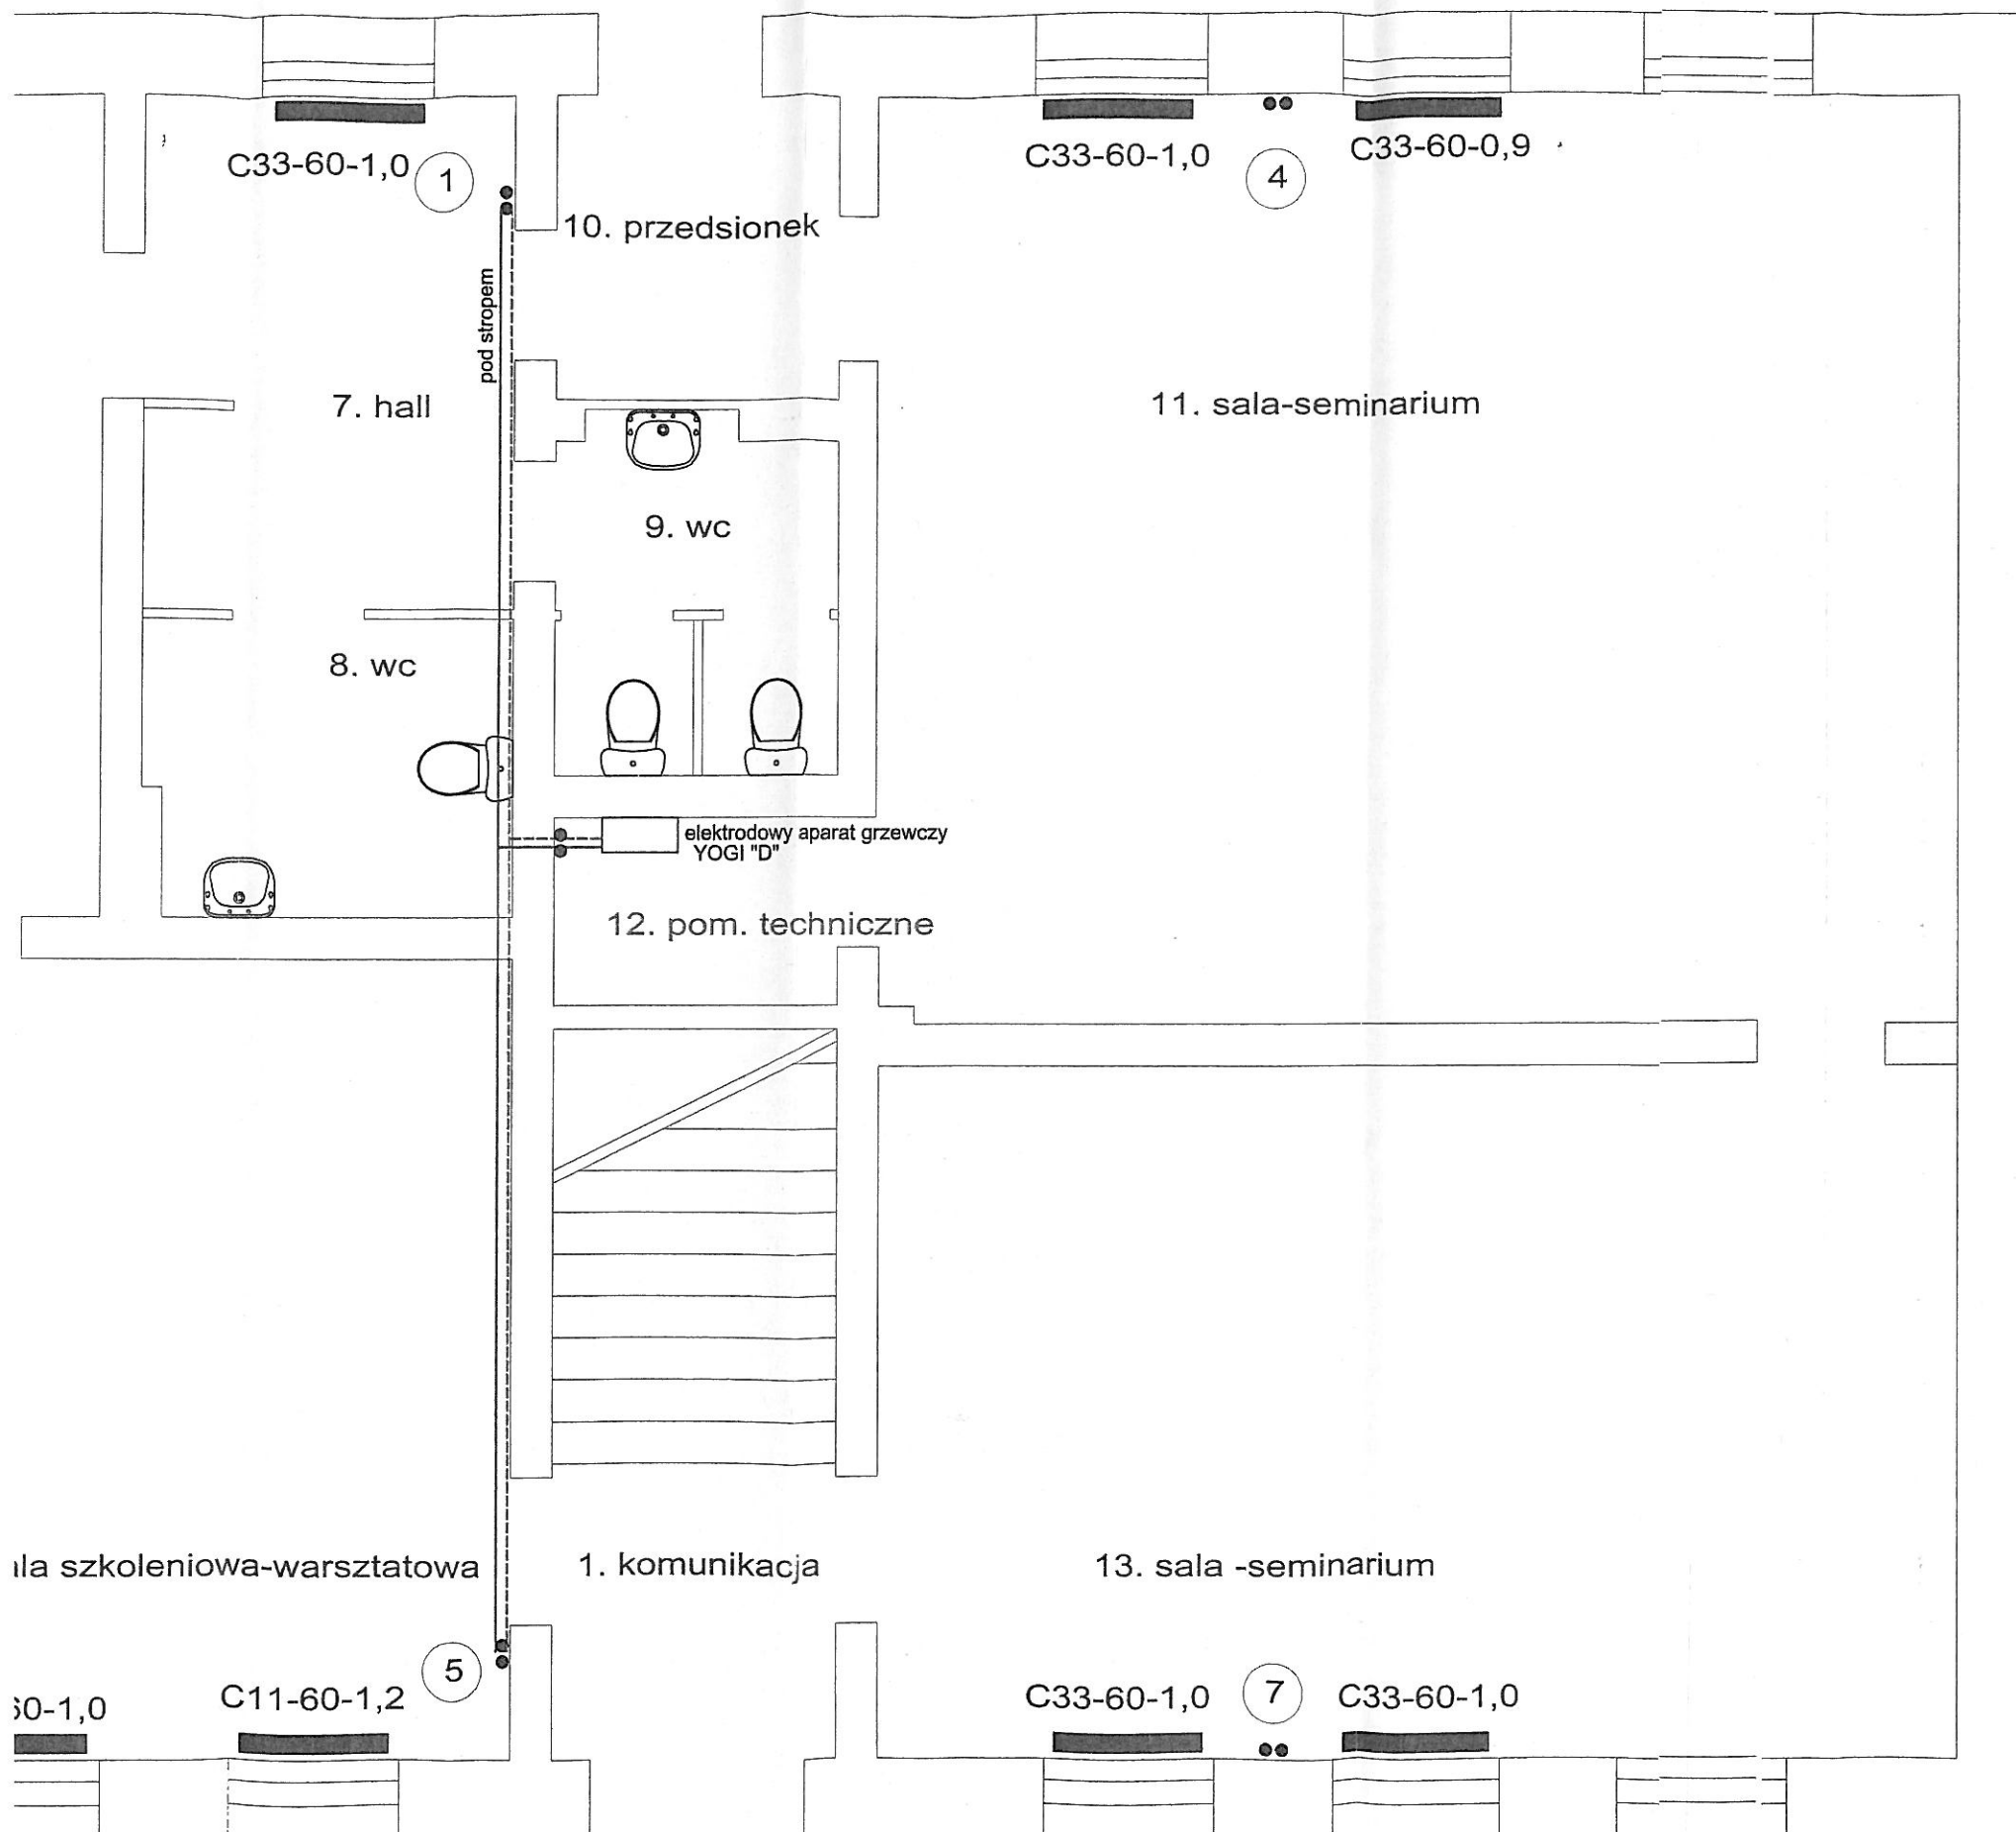 C33-60-1,0
1
C33-60-1,0
4
C33-60-0,9
10. przedsionek
pod stropem
7. hall
11. sala-seminarium
9. wc
8. wc
elektrodowy aparat grzewczy
YOGI "D"
12. pom. techniczne
szkoleniowa-warsztatowa
1. komunikacja
13. sala -seminarium
5
C11-60-1,2
C33-60-1,0
7
C33-60-1,0